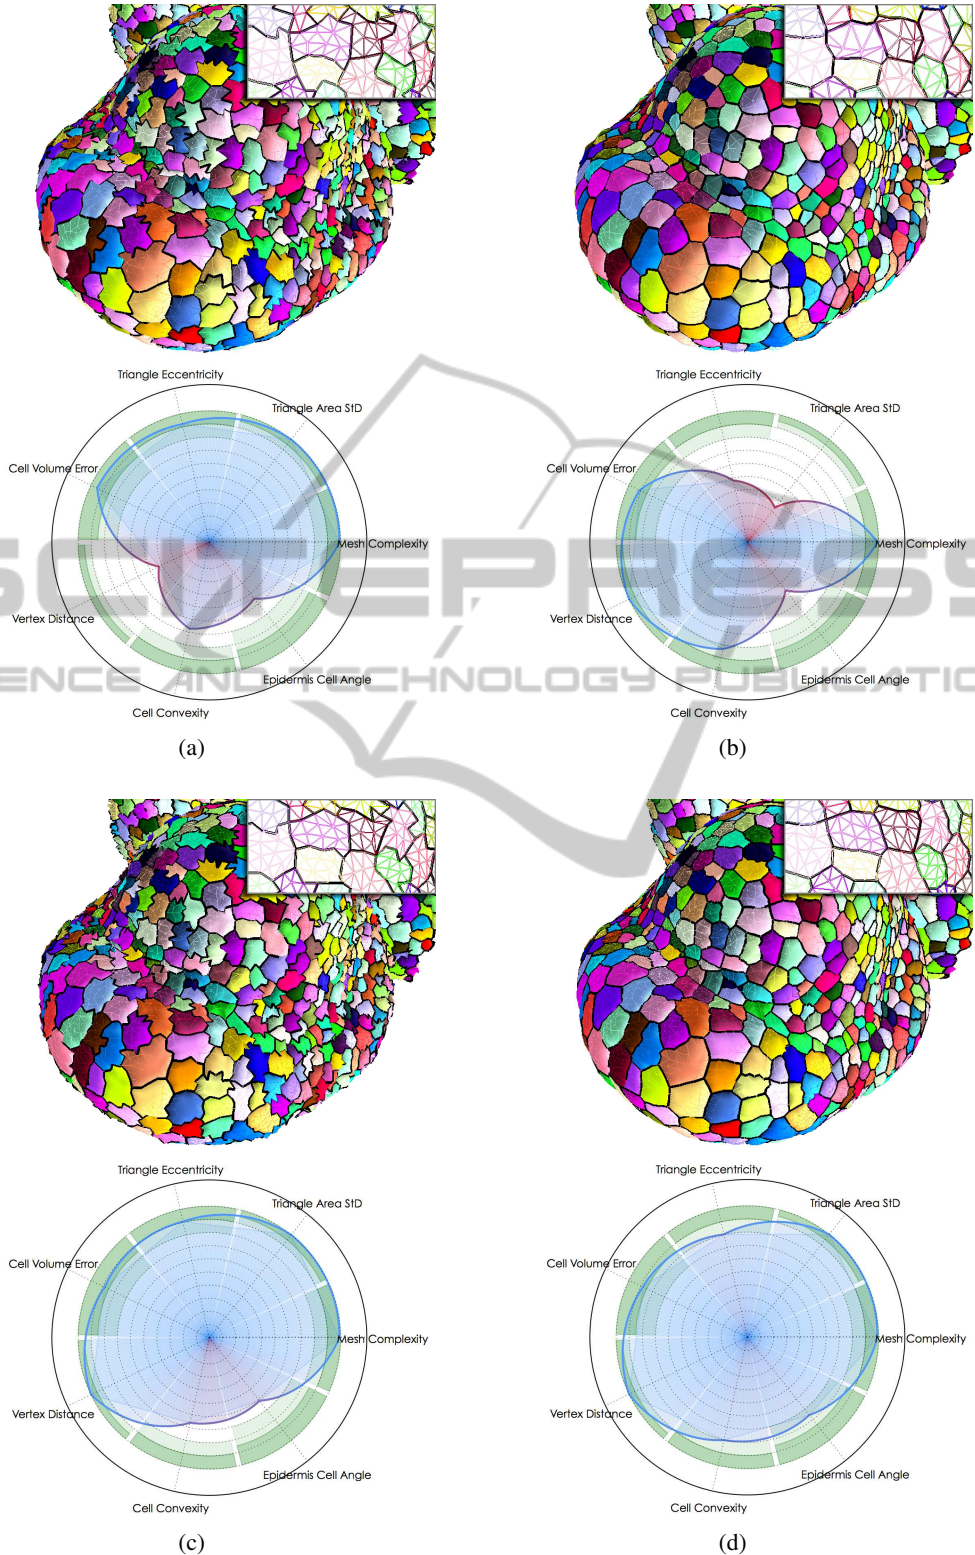 Triangle Eccentricity
Triangle Area StD
Cell Volume Error
Mesh Complexity
Vertex Distance
Epidermis Cell Angle
Cell Convexity
(a)
Triangle Eccentricity
Triangle Area StD
Cell Volume Error
Mesh Complexity
Vertex Distance
Epidermis Cell Angle
Cell Convexity
(b)
SCITEPRESS
SCIENCE AND TECHNOLOGY PUBLICATIONS
Triangle Eccentricity
Triangle Area StD
Cell Volume Error
Mesh Complexity
Vertex Distance
Epidermis Cell Angle
Cell Convexity
(c)
Triangle Eccentricity
Triangle Area StD
Cell Volume Error
Mesh Complexity
Vertex Distance
Epidermis Cell Angle
Cell Convexity
(d)